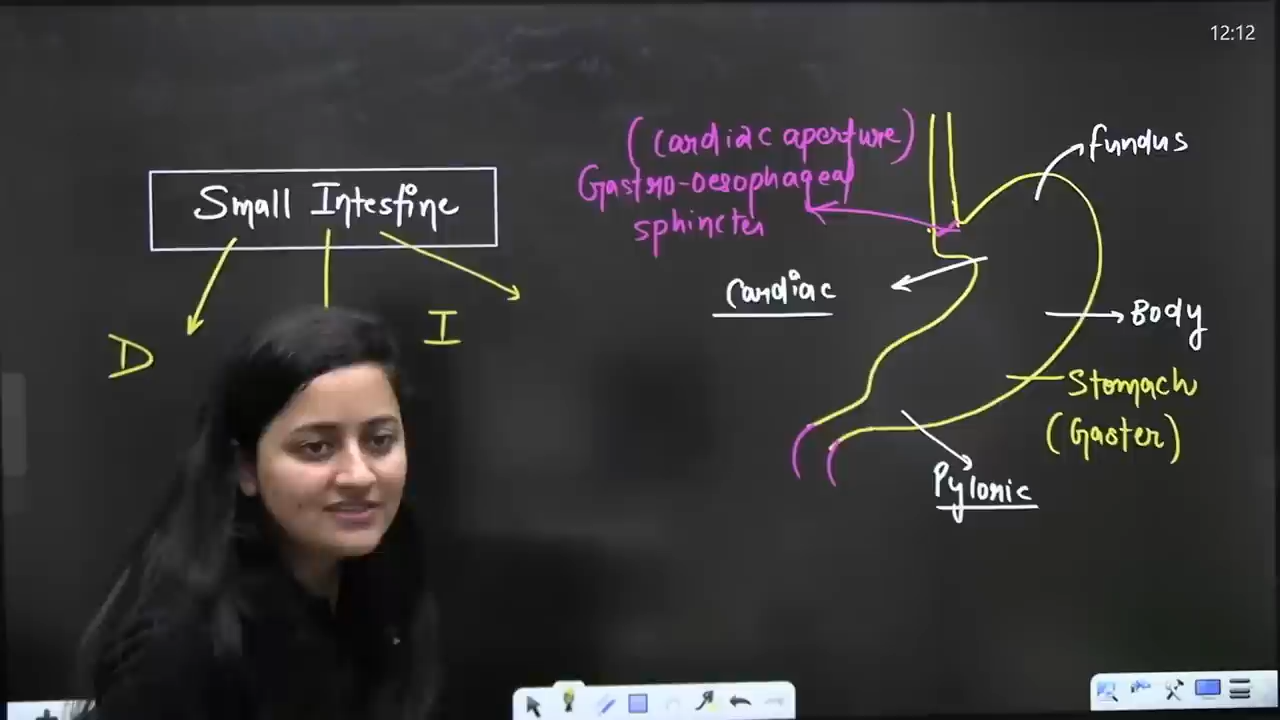 12:12
Small Intestine
D
I
(Cardiac aperture)
Gastro-oesophageal
sphincter
Cardiac
fundus
Body
Stomach
(Gaster)
Pyloric